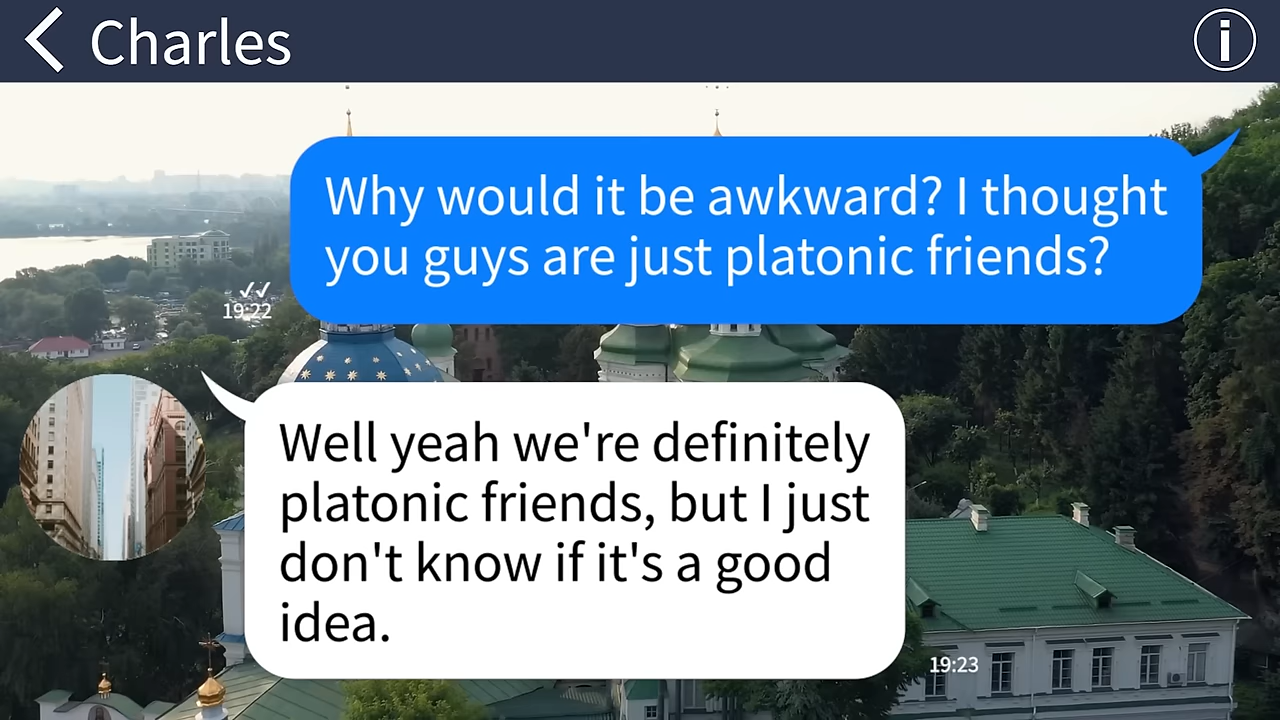 Charles
Why would it be awkward? I thought
you guys are just platonic friends?
19:22
Well yeah we're definitely
platonic friends, but I just
don't know if it's a good
idea.
19:23